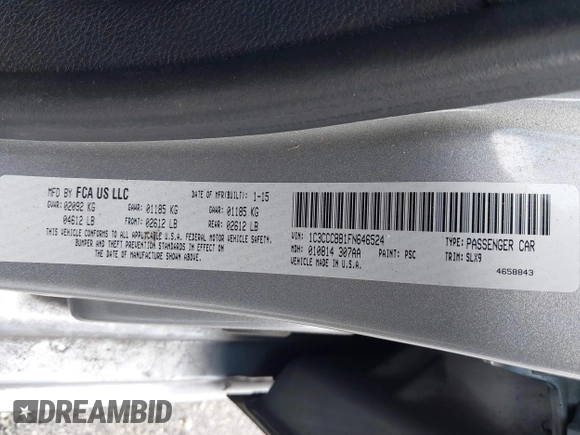 MFD BY FCA US LLC DATE OF MFR(BUILT): 1-15
GVWR: 02092 KG GAWR: 01185 KG GAWR: 01185 KG
04612 LB FRONT: 02612 LB REAR: 02612 LB
THIS VEHICLE CONFORMS TO ALL
APPLICABLE U.S.A. FEDERAL MOTOR VEHICLE SAFETY,
BUMPER AND THEFT PREVENTION STANDARDS IN EFFECT ON
THE DATE OF MANUFACTURE SHOWN ABOVE.
VIN: 1C3CCCBB1FN646524 TYPE: PASSENGER CAR
MDH: 010814 307AA PAINT: PSC TRIM: SLX9
VEHICLE MADE IN U.S.A. 4658843
DREAMBID